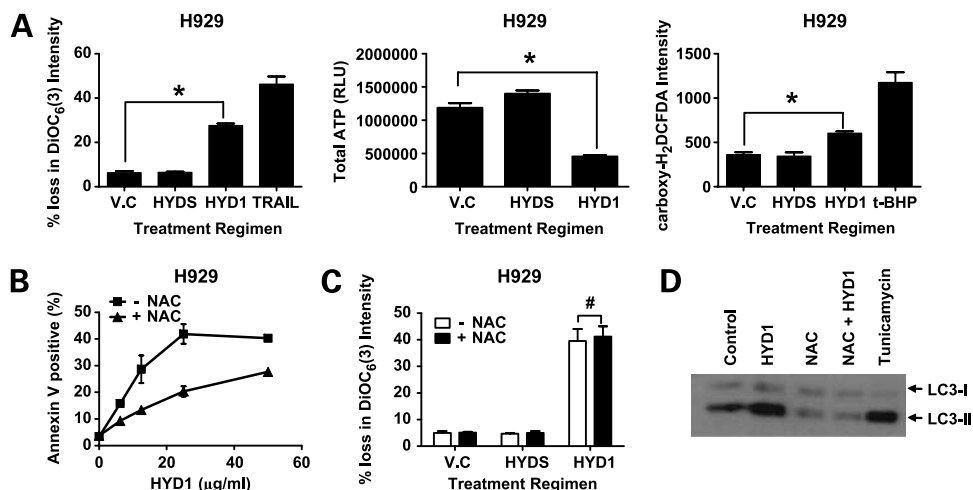 A
H929
% loss in DiOC6(3) Intensity
60
40
20
0
*
V.C HYDS HYD1 TRAIL
Treatment Regimen
H929
Total ATP (RLU)
2000000
1500000
1000000
500000
0
*
V.C HYDS HYD1
Treatment Regimen
H929
carboxy-H2DCFDA Intensity
1500
1000
500
0
*
V.C HYDS HYD1 t-BHP
Treatment Regimen
B
H929
Annexin V positive (%)
50
40
30
20
10
0
- NAC
+ NAC
0 20 40 60
HYD1 (μg/ml)
C
H929
% loss in DiOC6(3) Intensity
50
40
30
20
10
0
- NAC
+ NAC
#
V.C HYDS HYD1
Treatment Regimen
D
Control
HYD1
NAC
NAC + HYD1
Tunicamycin
LC3-I
LC3-II